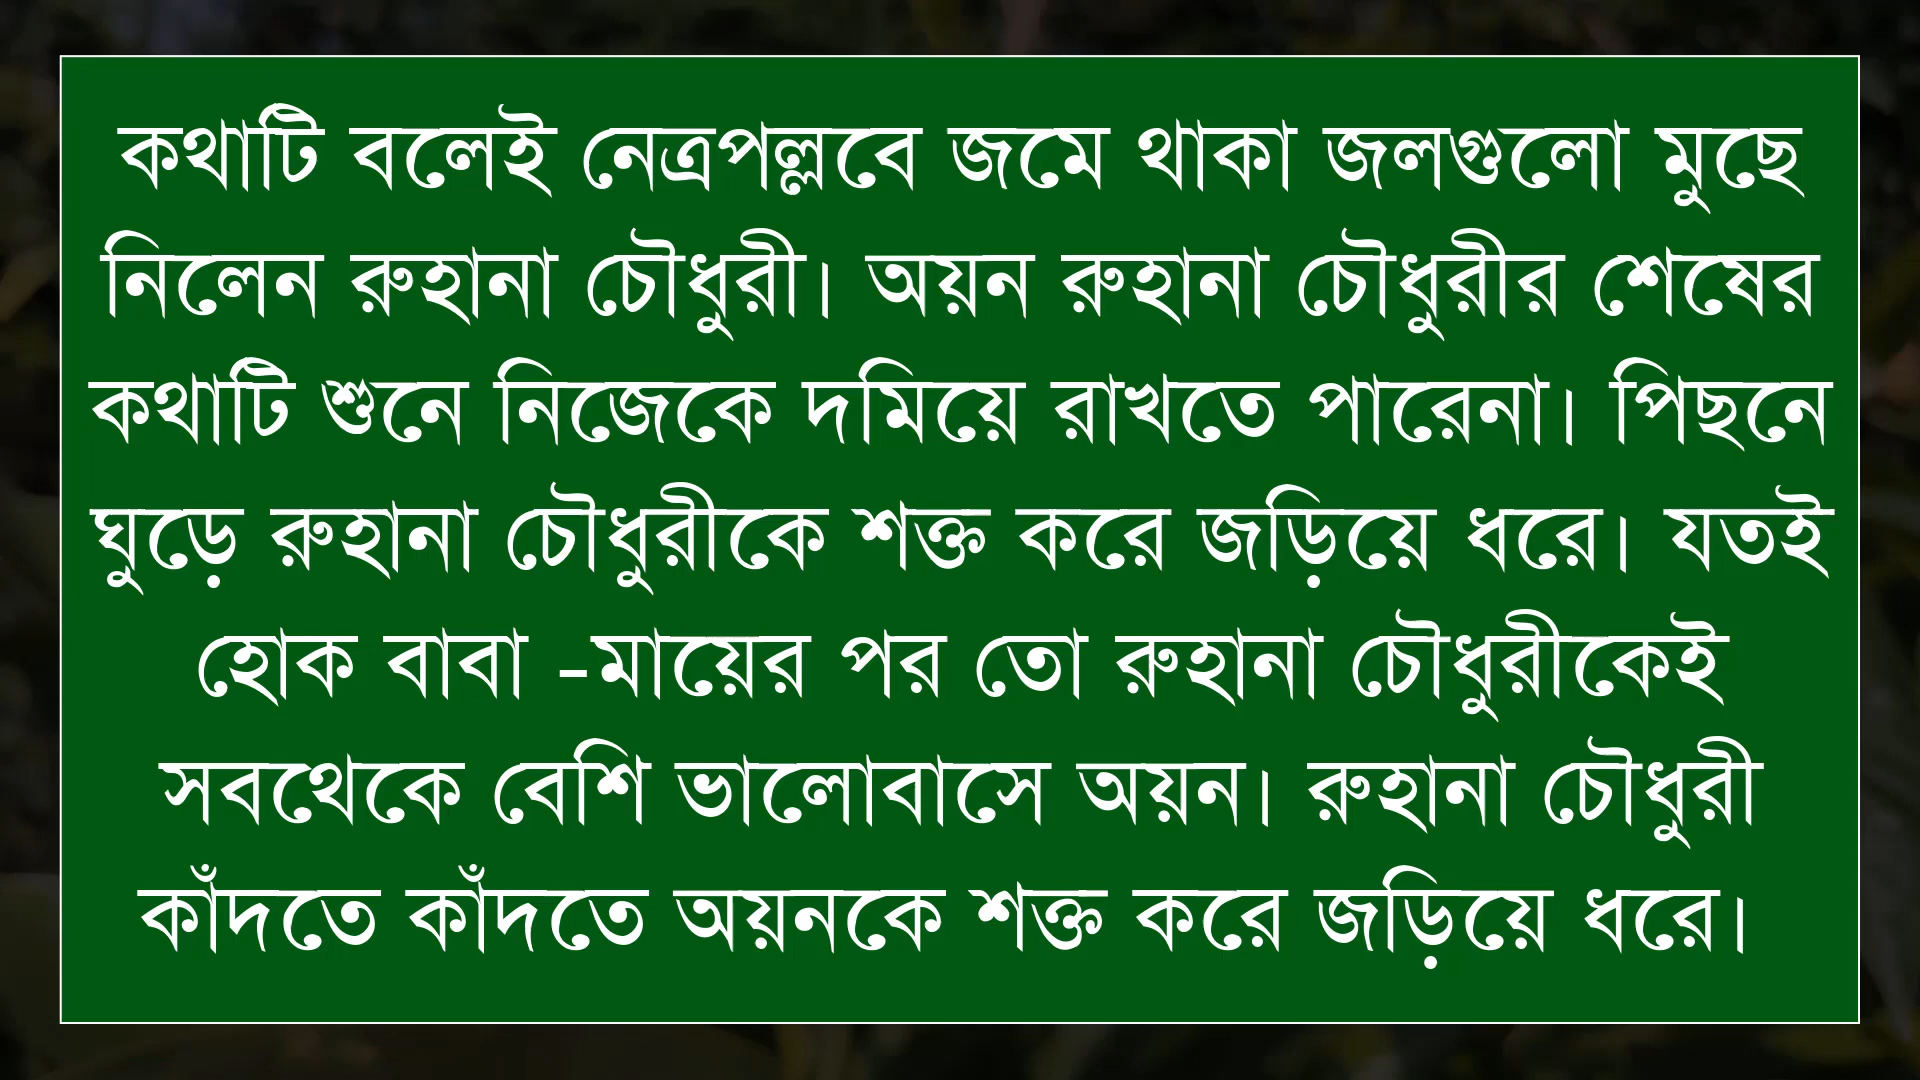 কথাটি বলেই নেত্রপল্লবে জমে থাকা জলগুলো মুছে
নিলেন রুহানা চৌধুরী। অয়ন রুহানা চৌধুরীর শেষের
কথাটি শুনে নিজেকে দমিয়ে রাখতে পারেনা। পিছনে
ঘুড়ে রুহানা চৌধুরীকে শক্ত করে জড়িয়ে ধরে। যতই
হোক বাবা -মায়ের পর তো রুহানা চৌধুরীকেই
সবথেকে বেশি ভালোবাসে অয়ন। রুহানা চৌধুরী
কাঁদতে কাঁদতে অয়নকে শক্ত করে জড়িয়ে ধরে।